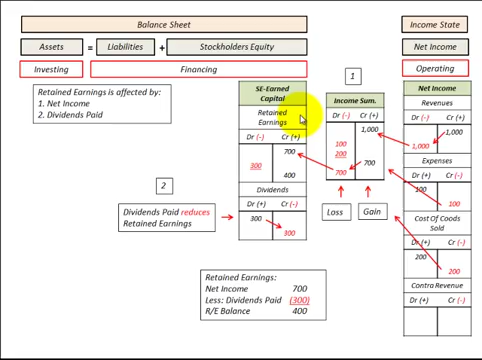 Balance Sheet
Income State
Assets = Liabilities + Stockholders Equity
Net Income
Investing
Financing
Operating
Retained Earnings is affected by:
1. Net Income
2. Dividends Paid
SE-Earned
Capital
Retained
Earnings
Dr (-) Cr (+)
700
300
400
Dividends
Dr (+) Cr (-)
300
300
1
Income Sum.
Dr (-) Cr (+)
1,000
100
200
700
700
Loss
Gain
Net Income
Revenues
Dr (-) Cr (+)
1,000
1,000
Expenses
Dr (+) Cr (-)
100
100
Cost Of Goods
Sold
Dr (+) Cr (-)
200
200
Contra Revenue
Dr (+) Cr (-)
2
Dividends Paid reduces
Retained Earnings
Retained Earnings:
Net Income 700
Less: Dividends Paid (300)
R/E Balance 400